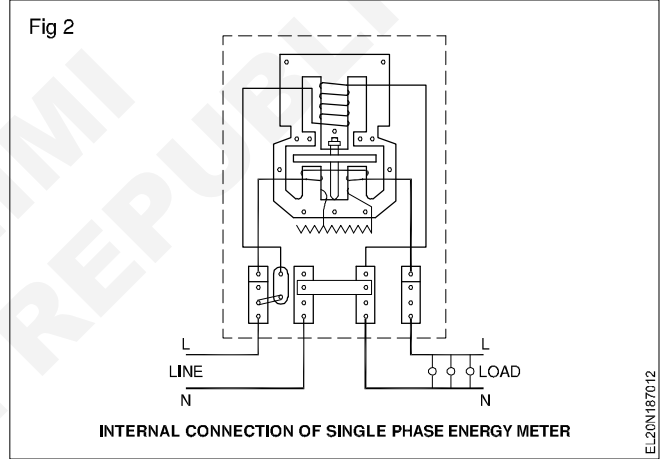 Fig 2
L
LINE
N
L
LOAD
N
INTERNAL CONNECTION OF SINGLE PHASE ENERGY METER
EL20N187012